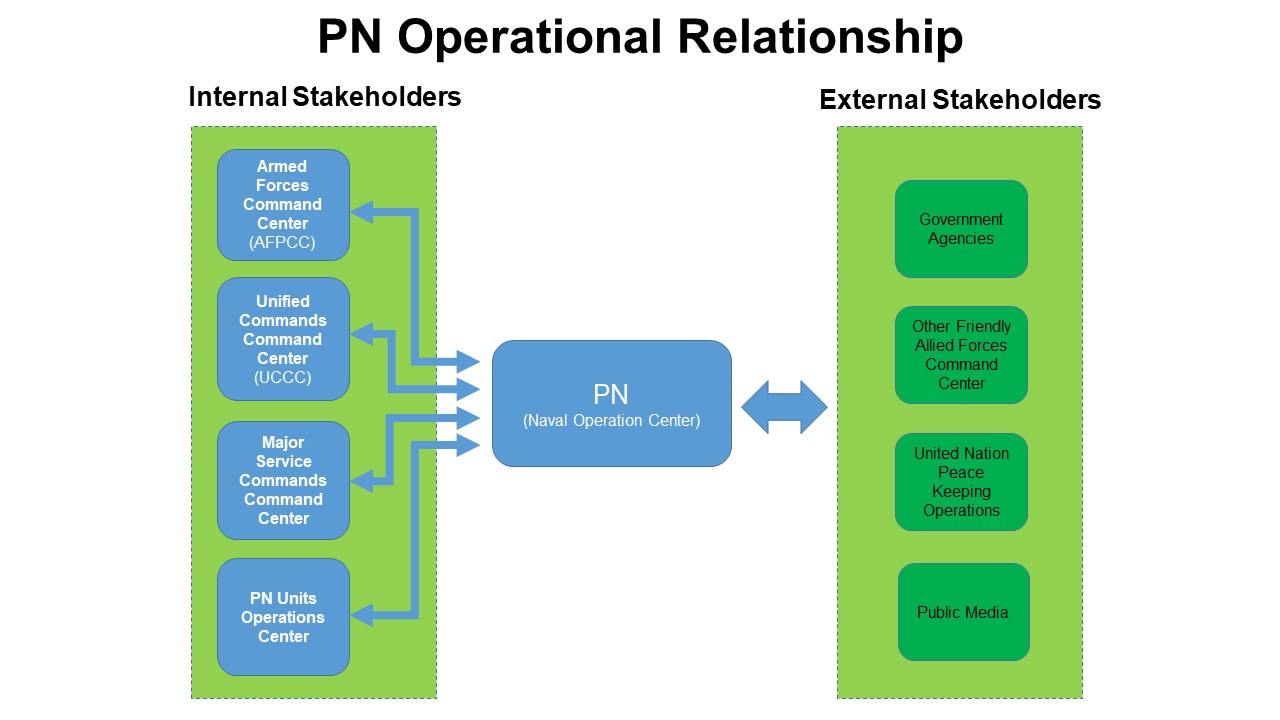 PN Operational Relationship
Internal Stakeholders
Armed
Forces
Command
Center
(AFPCC)
Unified
Commands
Command
Center
(UCCC)
Major
Service
Commands
Command
Center
PN Units
Operations
Center
PN
(Naval Operation Center)
External Stakeholders
Government
Agencies
Other Friendly
Allied Forces
Command
Center
United Nation
Peace
Keeping
Operations
Public Media